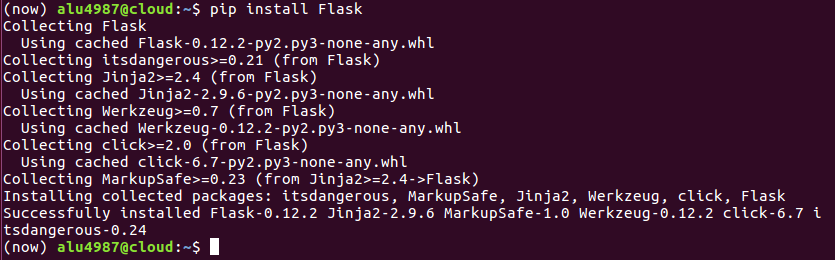 (now) alu4987@cloud:~$ pip install Flask
Collecting Flask
  Using cached Flask-0.12.2-py2.py3-none-any.whl
Collecting itsdangerous>=0.21 (from Flask)
Collecting Jinja2>=2.4 (from Flask)
  Using cached Jinja2-2.9.6-py2.py3-none-any.whl
Collecting Werkzeug>=0.7 (from Flask)
  Using cached Werkzeug-0.12.2-py2.py3-none-any.whl
Collecting click>=2.0 (from Flask)
  Using cached click-6.7-py2.py3-none-any.whl
Collecting MarkupSafe>=0.23 (from Jinja2>=2.4->Flask)
Installing collected packages: itsdangerous, MarkupSafe, Jinja2, Werkzeug, click, Flask
Successfully installed Flask-0.12.2 Jinja2-2.9.6 MarkupSafe-1.0 Werkzeug-0.12.2 click-6.7 i
tsdangerous-0.24
(now) alu4987@cloud:~$